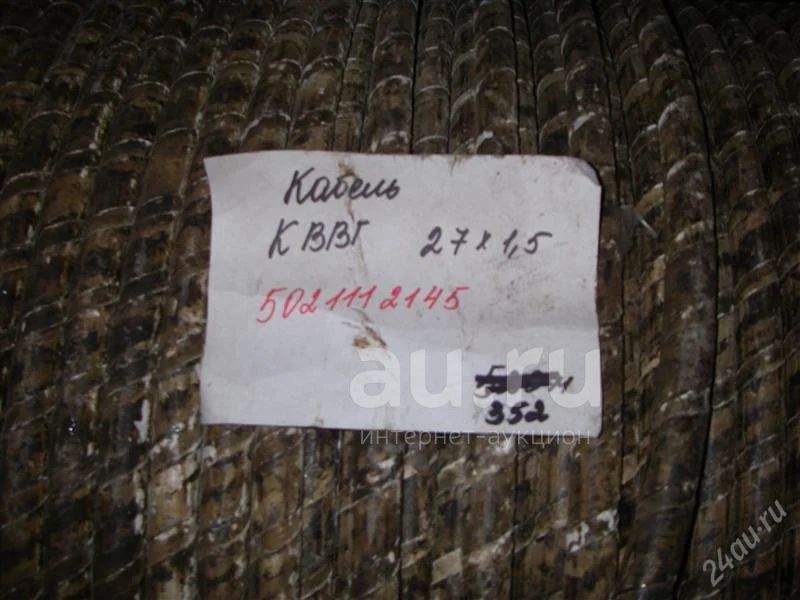 Кабель
КВВГ 27х1,5
5021112145
352
au.ru
интернет-аукцион
24au.ru